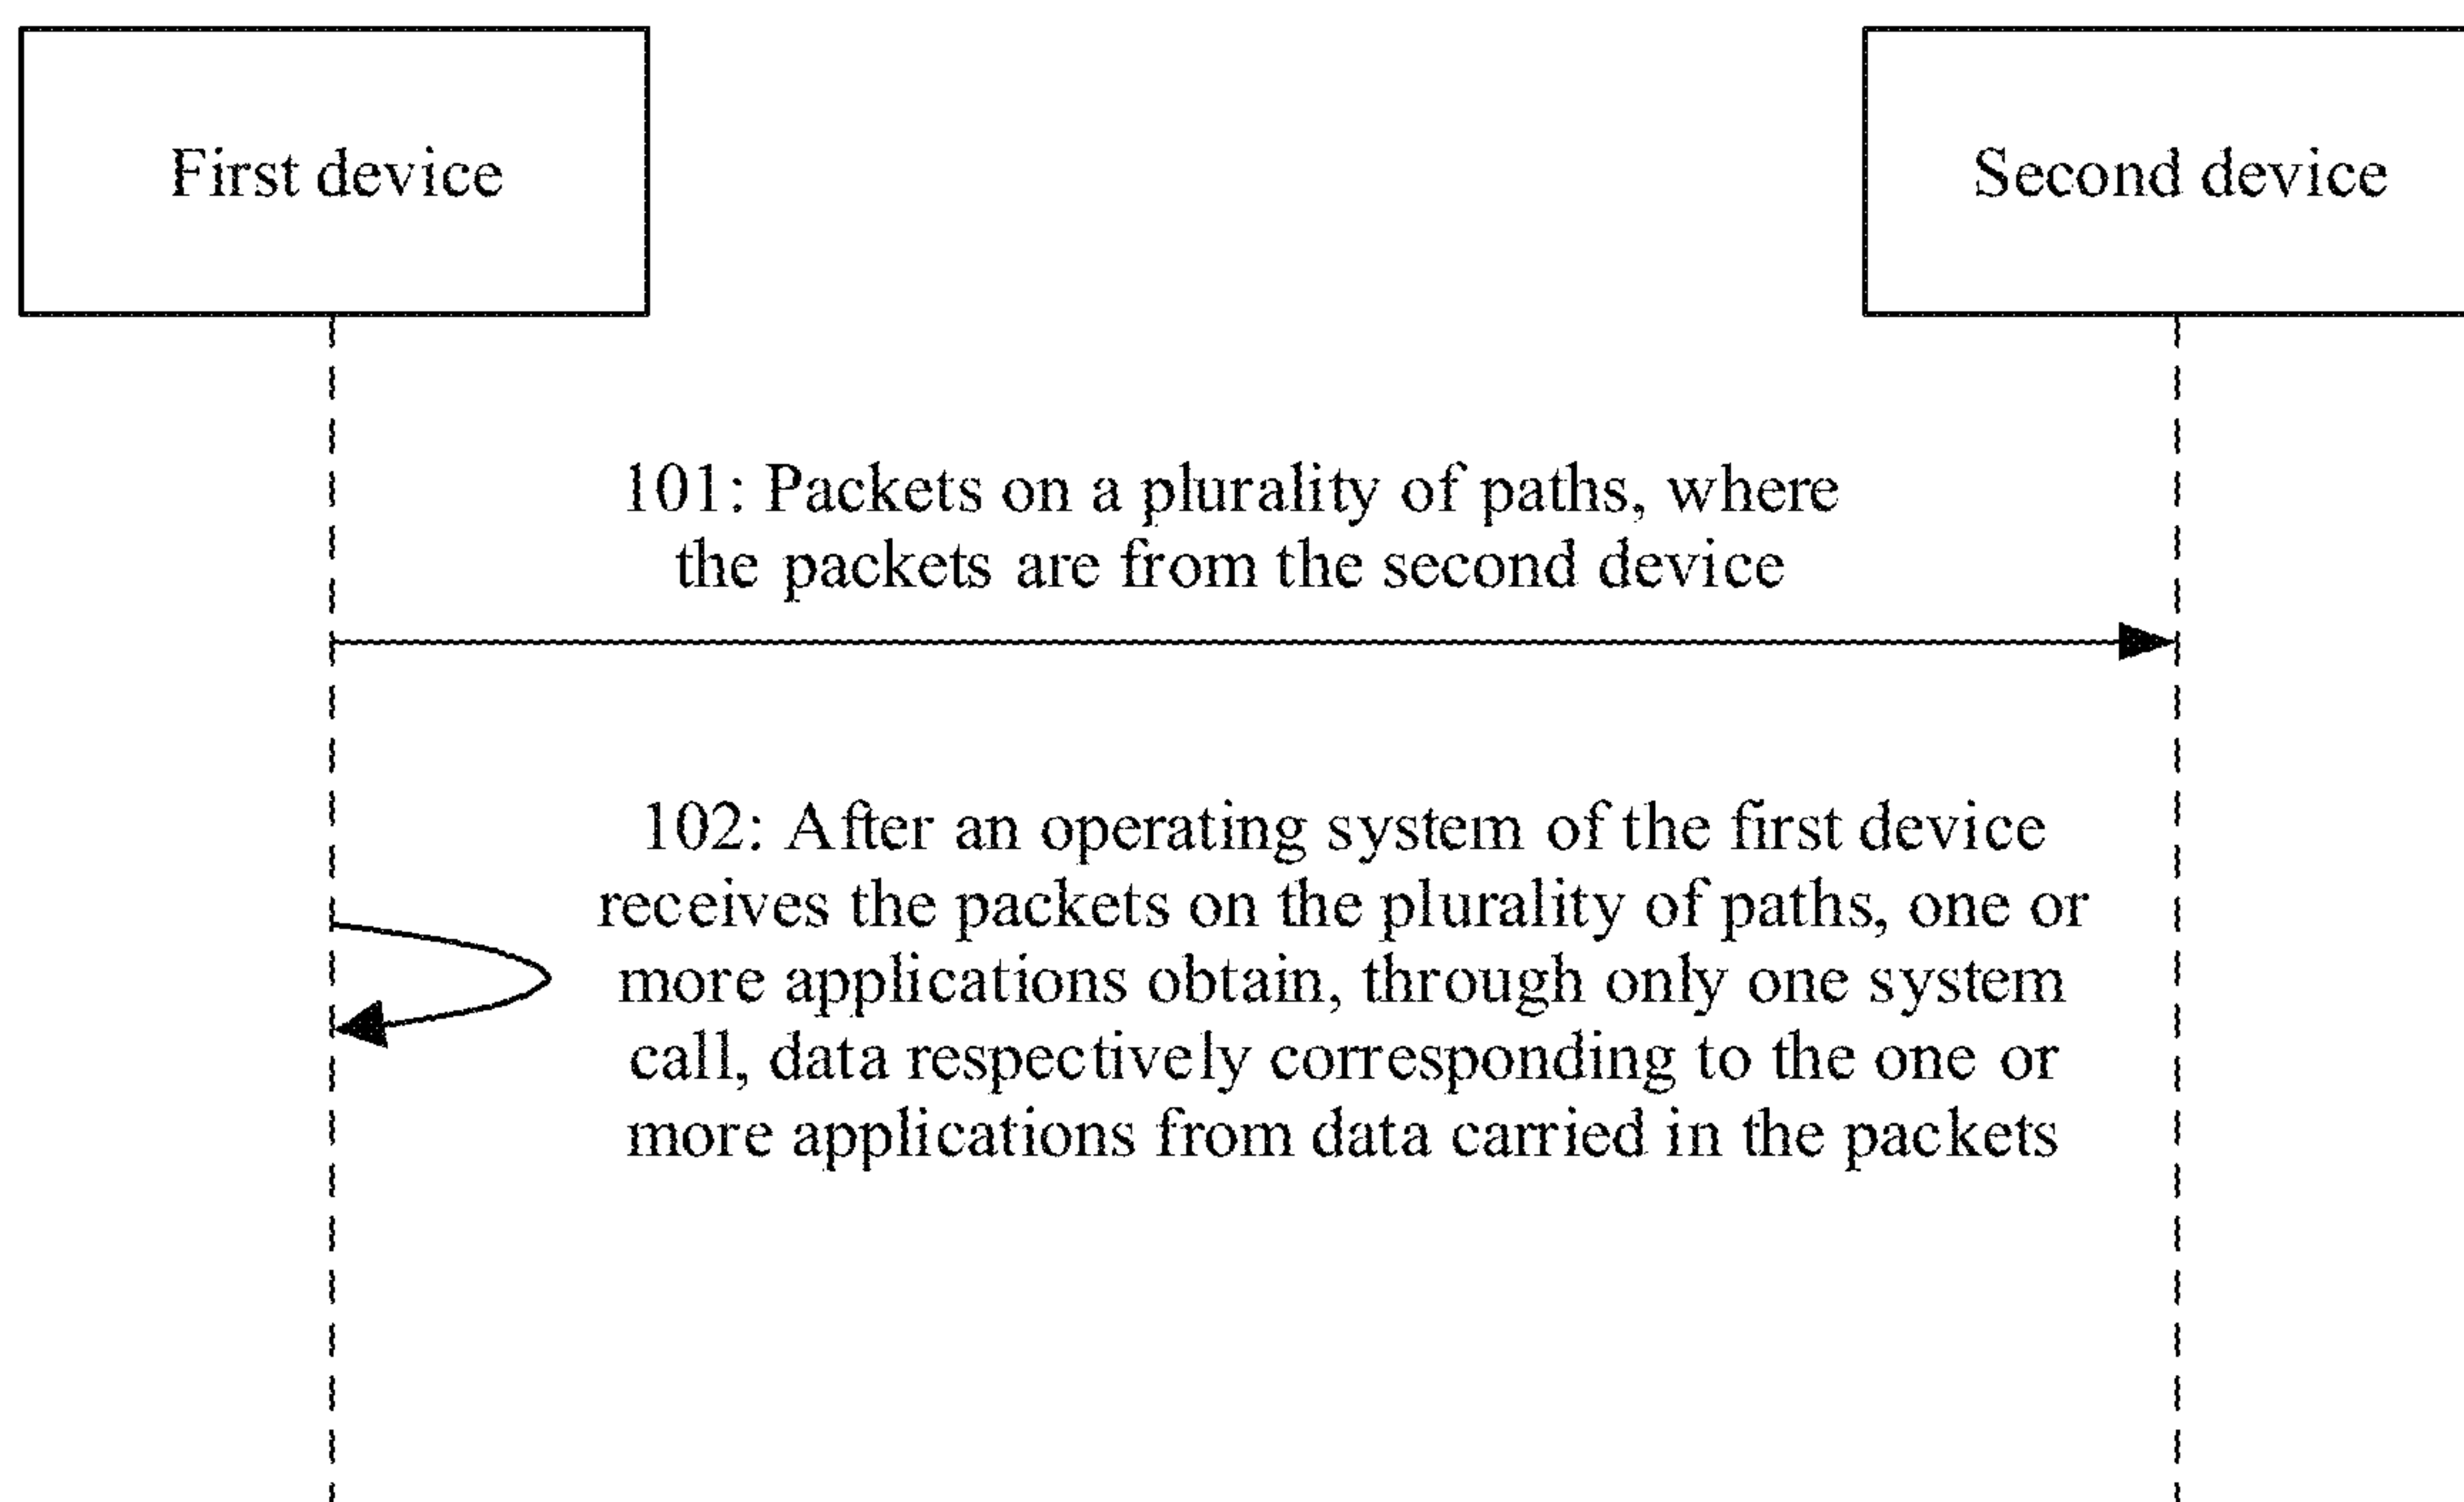 First device
Second device
101: Packets on a plurality of paths, where
the packets are from the second device
102: After an operating system of the first device
receives the packets on the plurality of paths, one or
more applications obtain, through only one system
call, data respectively corresponding to the one or
more applications from data carried in the packets